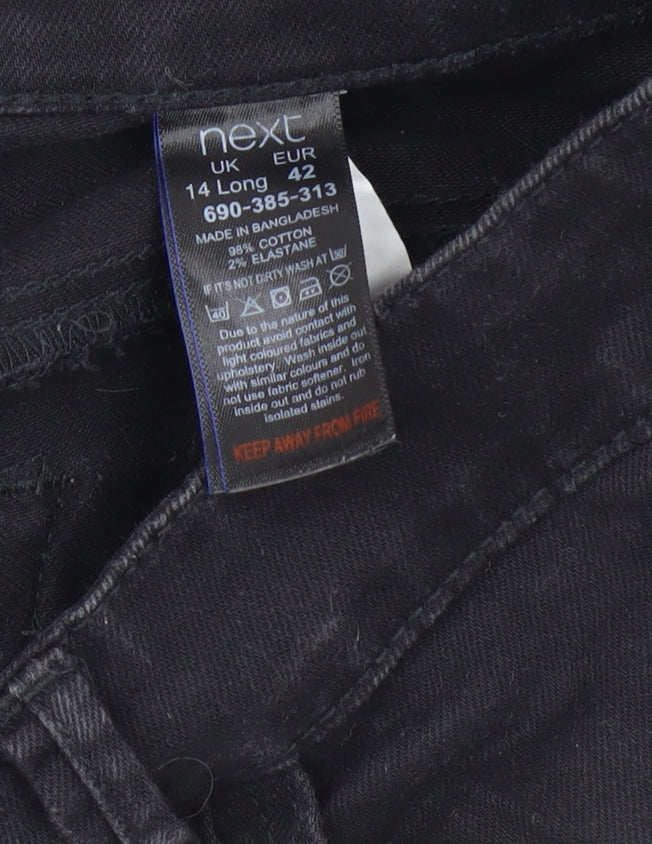 next
UK EUR
14 Long 42
690-385-313
MADE IN BANGLADESH
98% COTTON
2% ELASTANE
IF IT'S NOT DIRTY WASH AT
40
Due to the nature of this
product avoid contact with
light coloured fabrics and
upholstery. Wash inside out
with similar colours and do
not use fabric softener. Iron
inside out and do not rub
isolated stains.
KEEP AWAY FROM FIRE